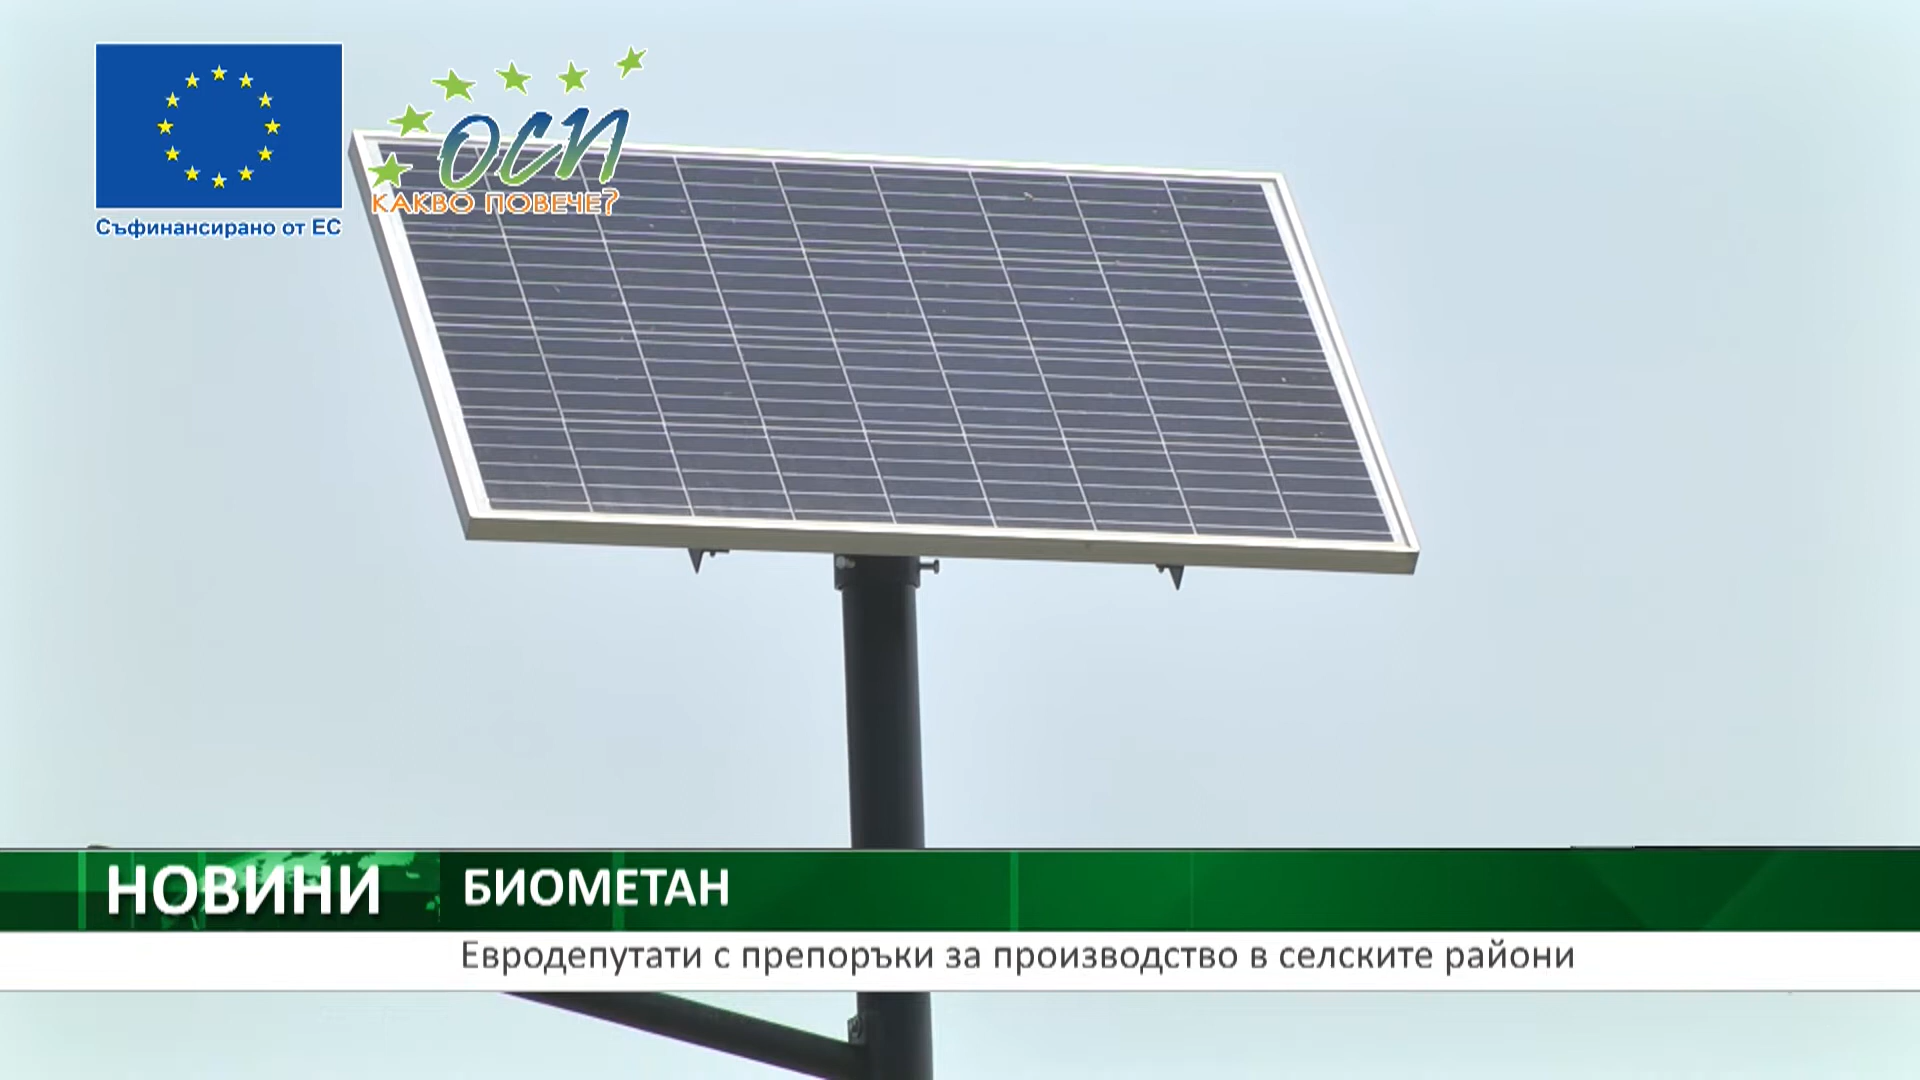 Съфинансирано от ЕС
ОСП
КАКВО ПОВЕЧЕ?
НОВИНИ
БИОМЕТАН
Евродепутати с препоръки за производство в селските райони